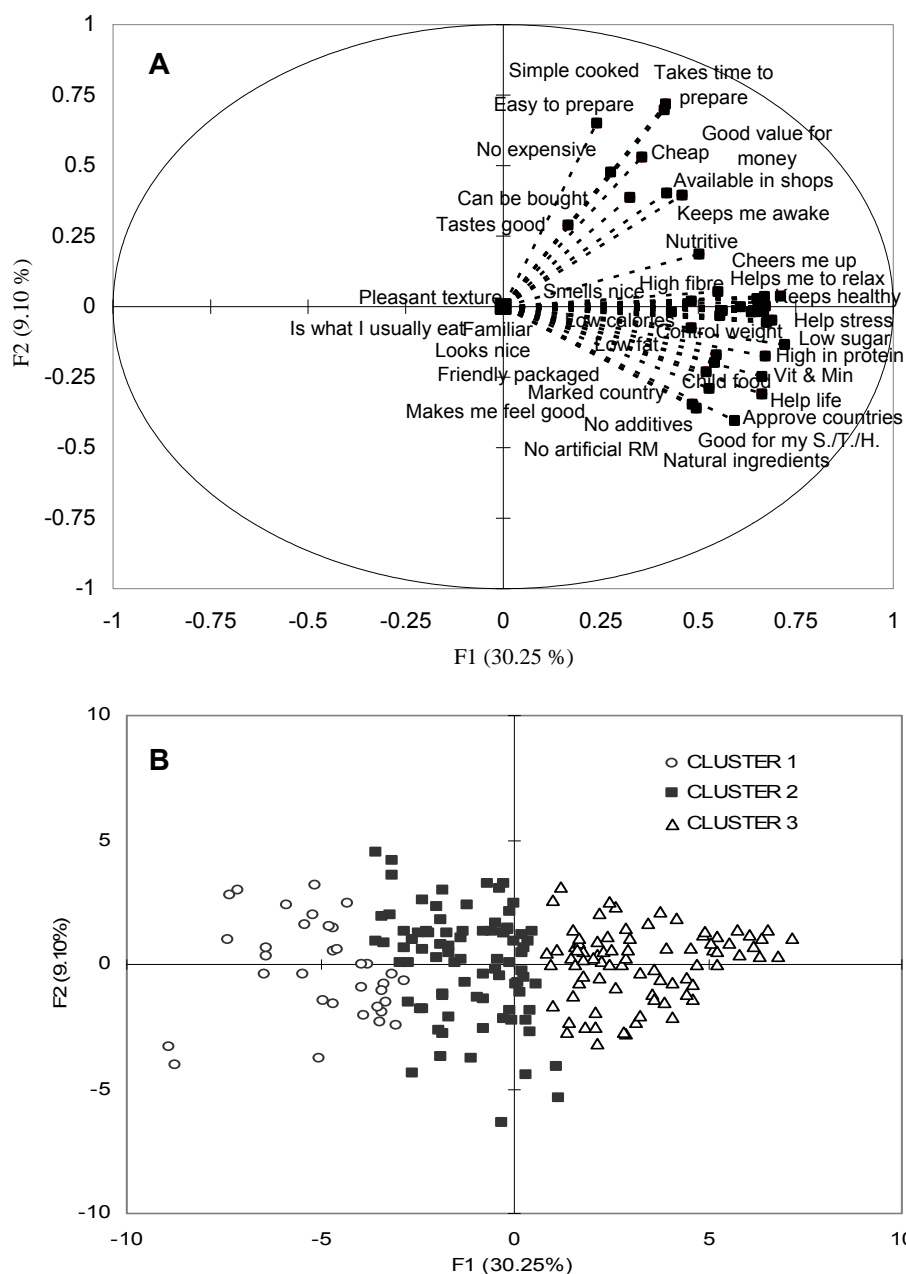 1
A
Simple cooked
Takes time to
prepare
0.75
Easy to prepare
Good value for
money
No expensive
Cheap
0.5
Available in shops
Can be bought
Keeps me awake
Tastes good
0.25
Nutritive
Cheers me up
High fibre
Helps me to relax
Smells nice
Pleasant texture
Keeps healthy
0
Is what I usually eat
Familiar
Low calories
Control weight
Help stress
Low sugar
Looks nice
Low fat
High in protein
-0.25
Friendly packaged
Child food
Vit & Min
Marked country
Help life
Makes me feel good
No additives
Approve countries
-0.5
No artificial RM
Good for my S./T./H.
Natural ingredients
-0.75
-1
F2 (9.10 %)
-1
-0.75
-0.5
-0.25
0
0.25
0.5
0.75
1
F1 (30.25 %)
10
B
CLUSTER 1
CLUSTER 2
CLUSTER 3
5
0
-5
-10
F2 (9.10%)
-10
-5
0
5
10
F1 (30.25%)